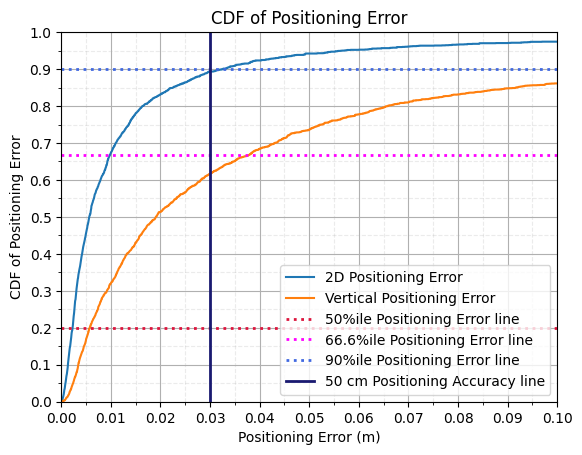 CDF of Positioning Error
CDF of Positioning Error
1.0
0.9
0.8
0.7
0.6
0.5
0.4
0.3
0.2
0.1
0.0
2D Positioning Error
Vertical Positioning Error
50%ile Positioning Error line
66.6%ile Positioning Error line
90%ile Positioning Error line
50 cm Positioning Accuracy line
0.00 0.01 0.02 0.03 0.04 0.05 0.06 0.07 0.08 0.09 0.10
Positioning Error (m)